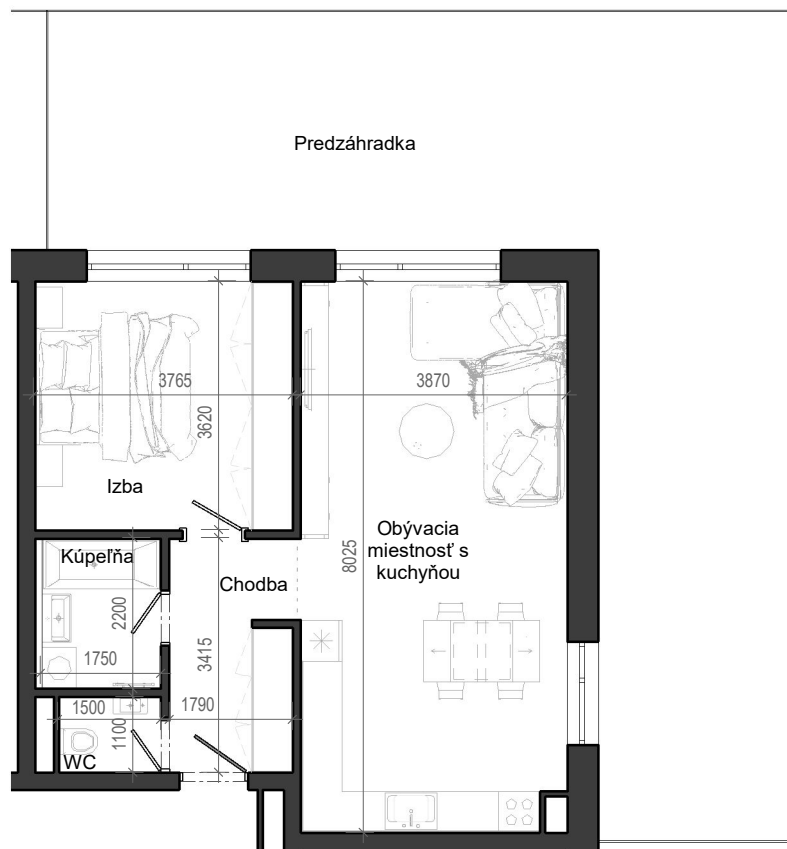 Predzáhradka
3765
3870
3620
Izba
Obývacia
miestnosť s
kuchyňou
8025
Kúpeľňa
Chodba
2200
3415
1750
1500
1790
1100
WC